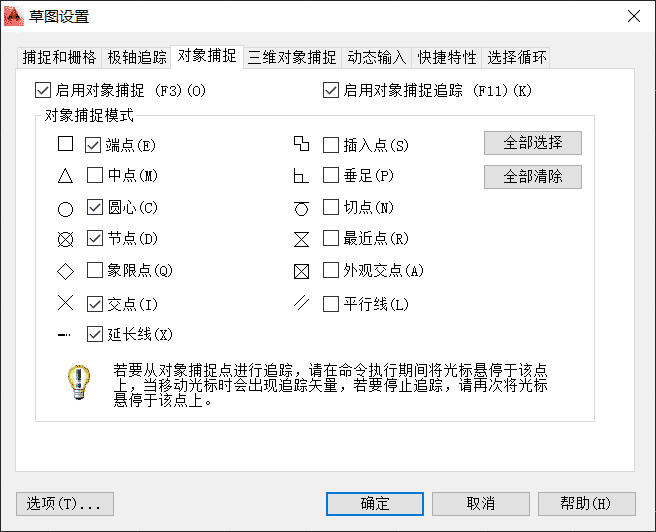 草图设置
捕捉和栅格 极轴追踪 对象捕捉 三维对象捕捉 动态输入 快捷特性 选择循环
启用对象捕捉 (F3)(O) 启用对象捕捉追踪 (F11)(K)
对象捕捉模式
端点(E) 插入点(S) 全部选择
中点(M) 垂足(P) 全部清除
圆心(C) 切点(N)
节点(D) 最近点(R)
象限点(Q) 外观交点(A)
交点(I) 平行线(L)
延长线(X)
若要从对象捕捉点进行追踪，请在命令执行期间将光标悬停于该点
上，当移动光标时会出现追踪矢量，若要停止追踪，请再次将光标
悬停于该点上。
选项(T)... 确定 取消 帮助(H)